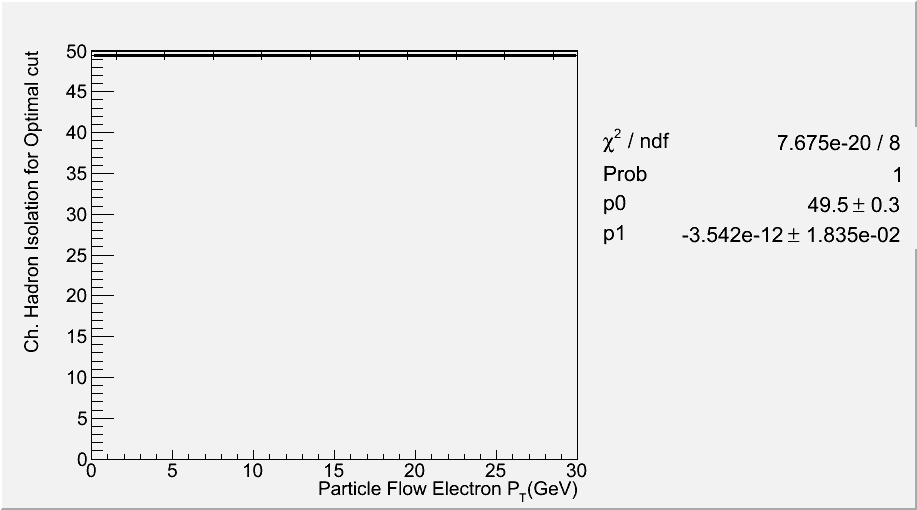 Ch. Hadron Isolation for Optimal cut
50
45
40
35
30
25
20
15
10
5
0
0 5 10 15 20 25 30
Particle Flow Electron P_T(GeV)
χ² / ndf 7.675e-20 / 8
Prob 1
p0 49.5 ± 0.3
p1 -3.542e-12 ± 1.835e-02